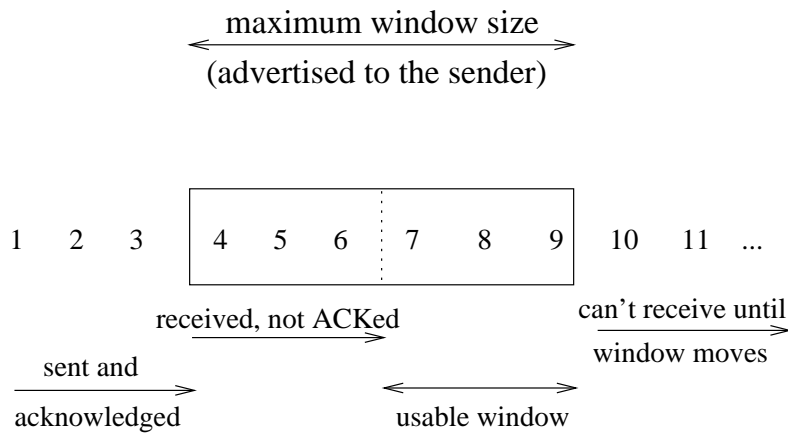 maximum window size
(advertised to the sender)
1 2 3 4 5 6 7 8 9 10 11 ...
received, not ACKed
can't receive until
window moves
sent and
acknowledged
usable window